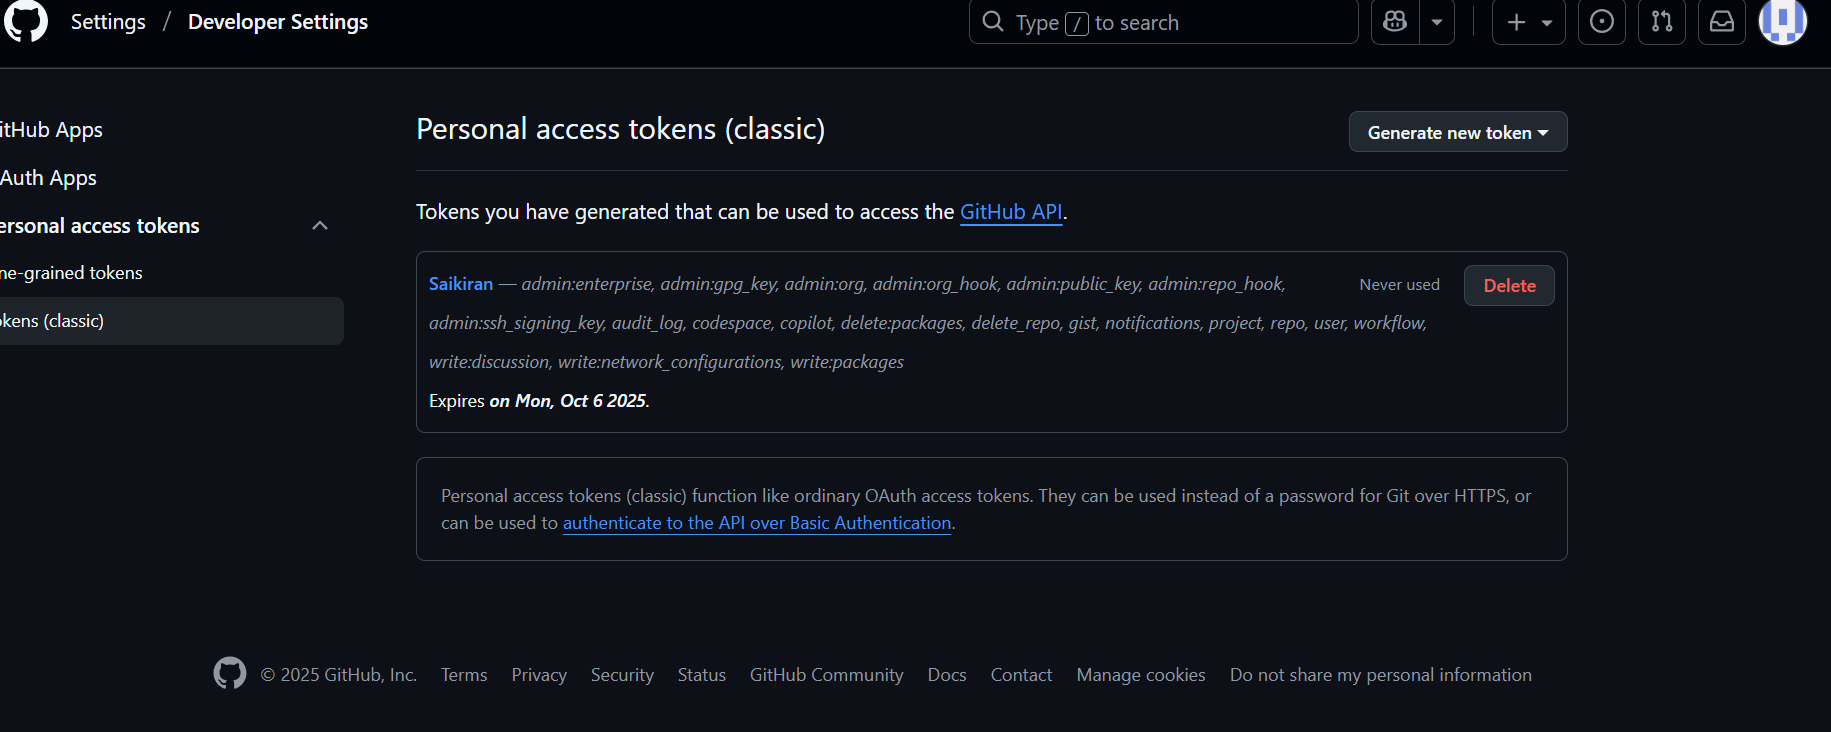 Settings / Developer Settings
Type / to search
itHub Apps
Auth Apps
ersonal access tokens
ne-grained tokens
okens (classic)
Personal access tokens (classic)
Generate new token
Tokens you have generated that can be used to access the GitHub API.
Saikiran — admin:enterprise, admin:gpg_key, admin:org, admin:org_hook, admin:public_key, admin:repo_hook,
Never used
Delete
admin:ssh_signing_key, audit_log, codespace, copilot, delete:packages, delete_repo, gist, notifications, project, repo, user, workflow,
write:discussion, write:network_configurations, write:packages
Expires on Mon, Oct 6 2025.
Personal access tokens (classic) function like ordinary OAuth access tokens. They can be used instead of a password for Git over HTTPS, or
can be used to authenticate to the API over Basic Authentication.
© 2025 GitHub, Inc. Terms Privacy Security Status GitHub Community Docs Contact Manage cookies Do not share my personal information